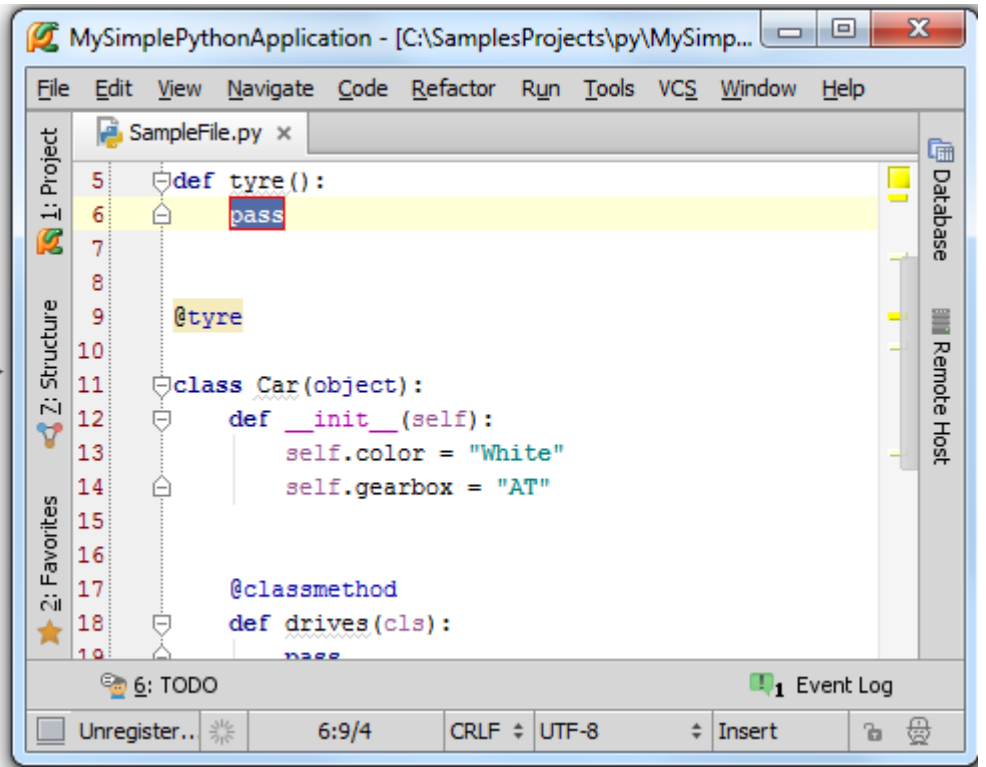 MySimplePythonApplication - [C:\SamplesProjects\py\MySimp...
File Edit View Navigate Code Refactor Run Tools VCS Window Help
SampleFile.py
1: Project
7: Structure
2: Favorites
5 def tyre():
6 pass
7
8
9 @tyre
10
11 class Car(object):
12 def __init__(self):
13 self.color = "White"
14 self.gearbox = "AT"
15
16
17 @classmethod
18 def drives(cls):
19 pass
Database
Remote Host
6: TODO 1 Event Log
Unregister... 6:9/4 CRLF UTF-8 Insert